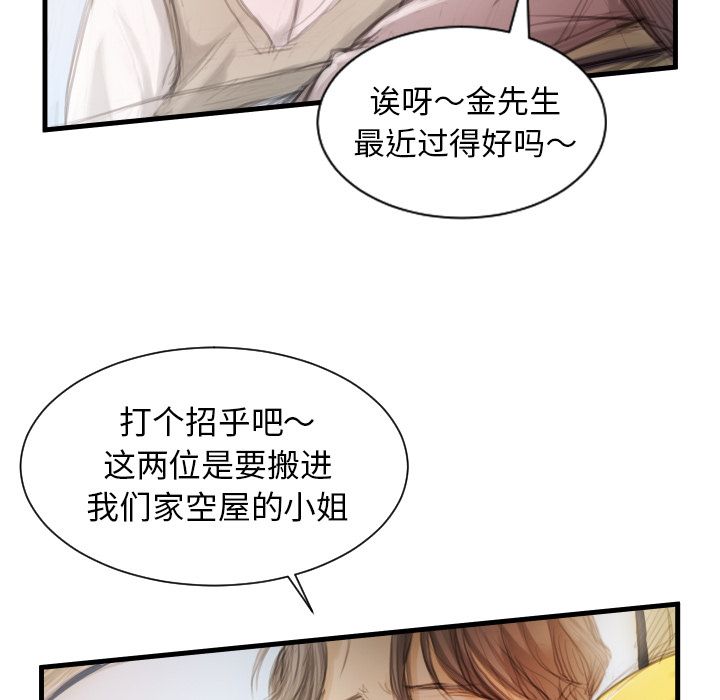 诶呀～金先生
最近过得好吗～
打个招乎吧～
这两位是要搬进
我们家空屋的小姐